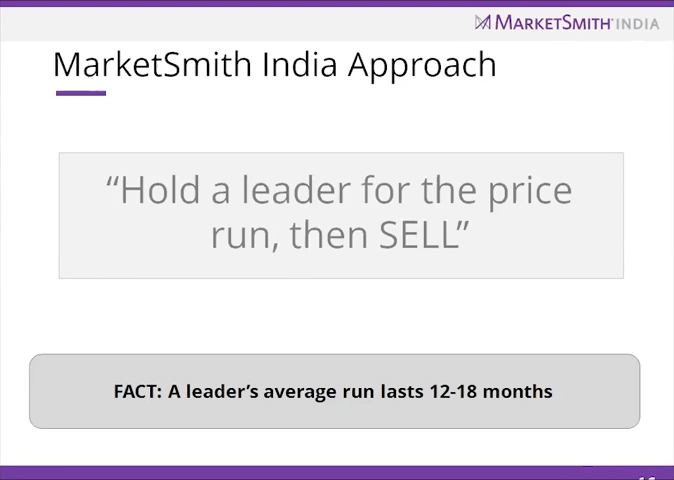 MARKETSMITH INDIA
MarketSmith India Approach
“Hold a leader for the price
run, then SELL”
FACT: A leader’s average run lasts 12-18 months